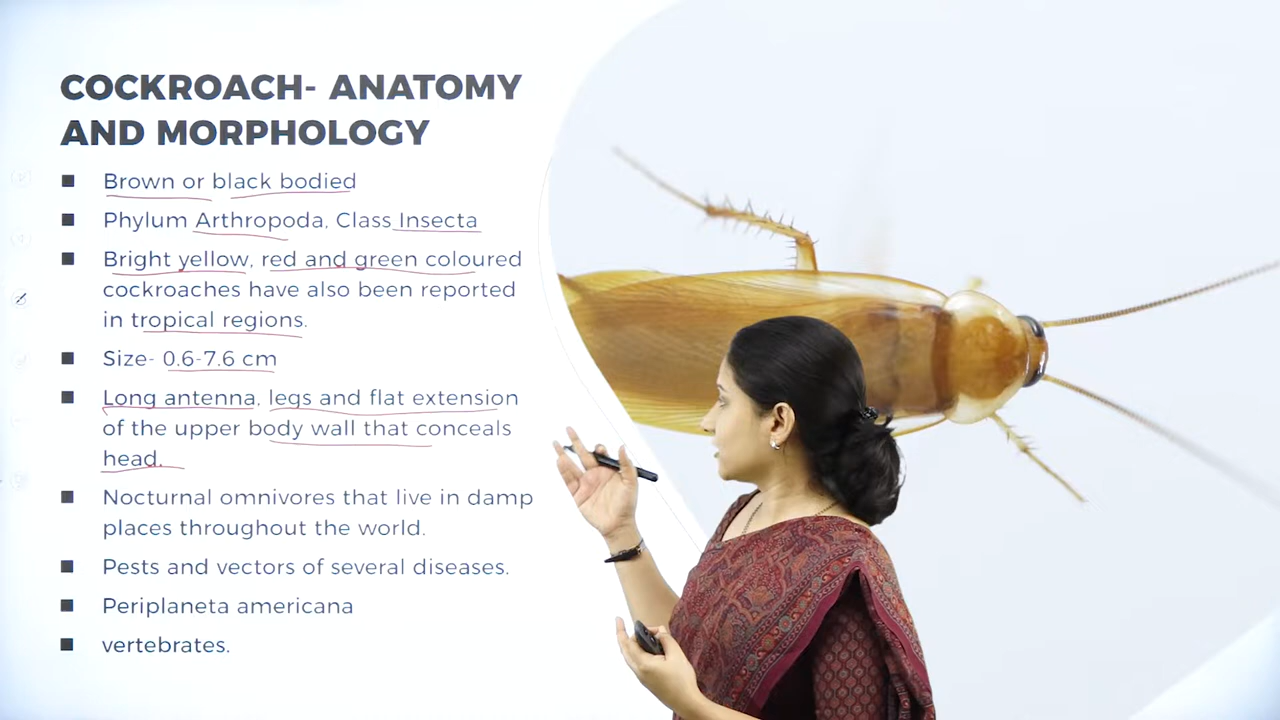 COCKROACH- ANATOMY
AND MORPHOLOGY
■ Brown or black bodied
■ Phylum Arthropoda, Class Insecta
■ Bright yellow, red and green coloured
cockroaches have also been reported
in tropical regions.
■ Size- 0.6-7.6 cm
■ Long antenna, legs and flat extension
of the upper body wall that conceals
head.
■ Nocturnal omnivores that live in damp
places throughout the world.
■ Pests and vectors of several diseases.
■ Periplaneta americana
■ vertebrates.